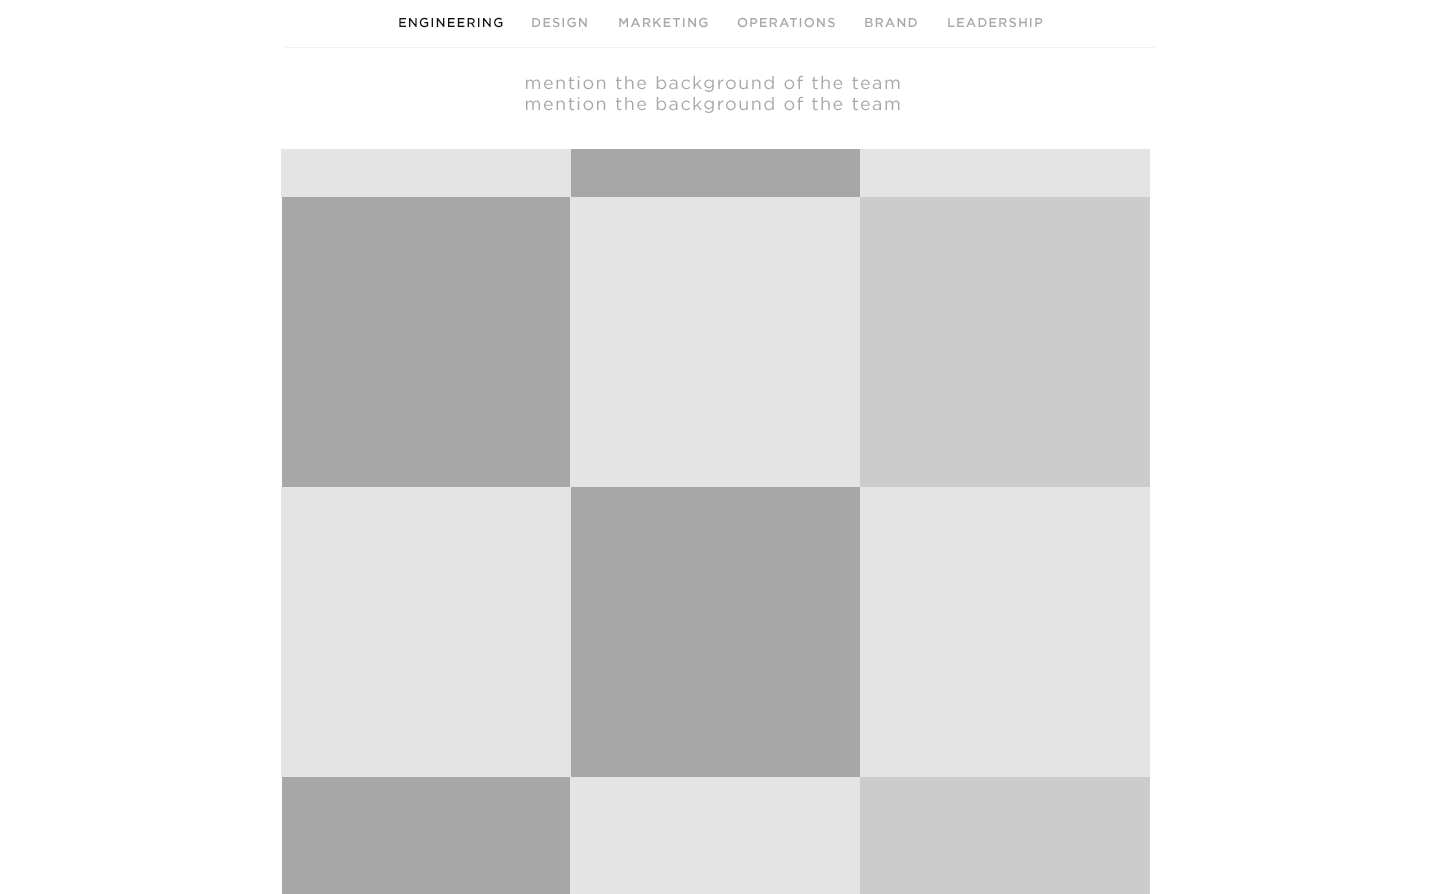 ENGINEERING DESIGN MARKETING OPERATIONS BRAND LEADERSHIP
mention the background of the team
mention the background of the team